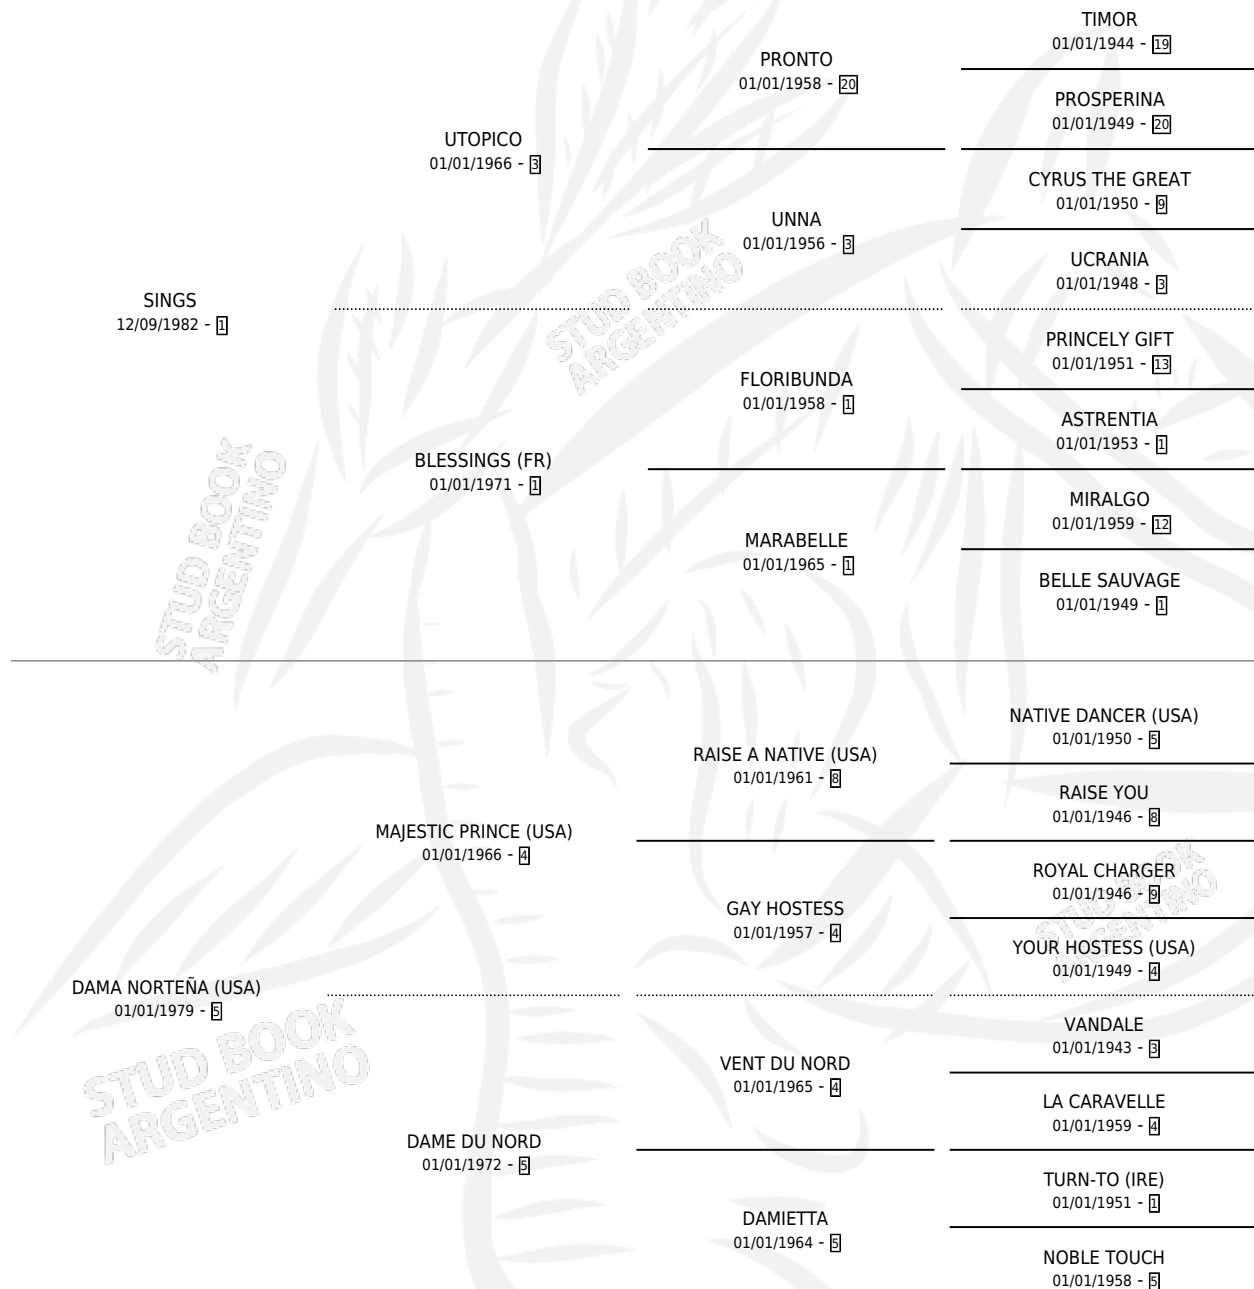 TIMOR
01/01/1944 - 19
PRONTO
01/01/1958 - 20
PROSPERINA
01/01/1949 - 20
UTOPICO
01/01/1966 - 3
CYRUS THE GREAT
01/01/1950 - 9
UNNA
01/01/1956 - 3
UCRANIA
01/01/1948 - 3
SINGS
12/09/1982 - 1
PRINCELY GIFT
01/01/1951 - 13
FLORIBUNDA
01/01/1958 - 1
ASTRENTIA
01/01/1953 - 1
BLESSINGS (FR)
01/01/1971 - 1
MIRALGO
01/01/1959 - 12
MARABELLE
01/01/1965 - 1
BELLE SAUVAGE
01/01/1949 - 1
NATIVE DANCER (USA)
01/01/1950 - 5
RAISE A NATIVE (USA)
01/01/1961 - 8
RAISE YOU
01/01/1946 - 8
MAJESTIC PRINCE (USA)
01/01/1966 - 4
ROYAL CHARGER
01/01/1946 - 9
GAY HOSTESS
01/01/1957 - 4
YOUR HOSTESS (USA)
01/01/1949 - 4
DAMA NORTEÑA (USA)
01/01/1979 - 5
VANDALE
01/01/1943 - 3
VENT DU NORD
01/01/1965 - 4
LA CARAVELLE
01/01/1959 - 4
DAME DU NORD
01/01/1972 - 5
TURN-TO (IRE)
01/01/1951 - 1
DAMIETTA
01/01/1964 - 5
NOBLE TOUCH
01/01/1958 - 5
STUD BOOK
ARGENTINO
STUD BOOK
ARGENTINO
STUD BOOK
ARGENTINO
STUD BOOK
ARGENTINO